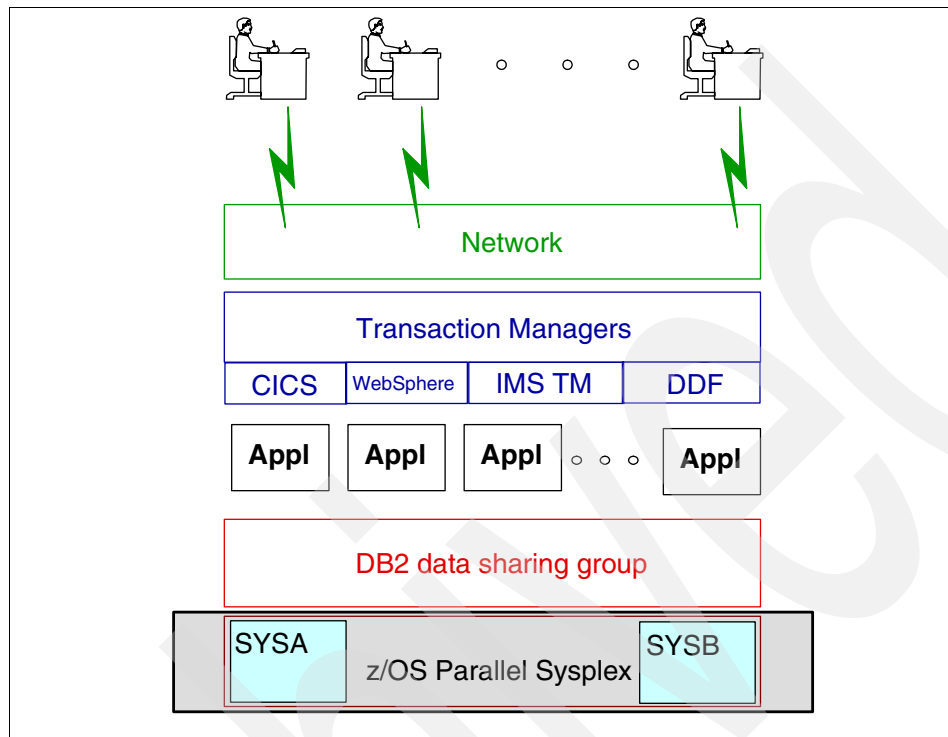 Network
Transaction Managers
CICS WebSphere IMS TM DDF
Appl Appl Appl Appl
DB2 data sharing group
SYSA SYSB
z/OS Parallel Sysplex